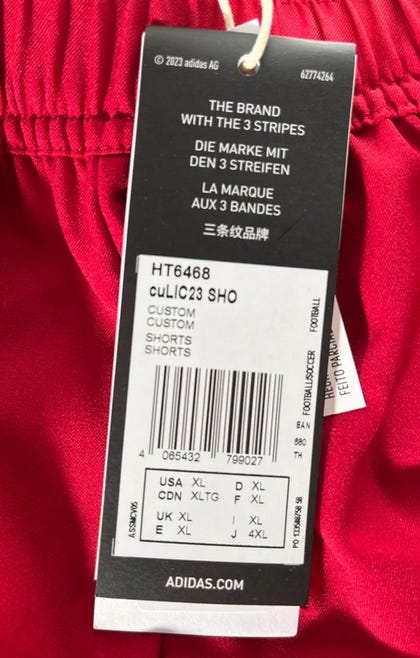 © 2023 adidas AG
62774264
THE BRAND
WITH THE 3 STRIPES
DIE MARKE MIT
DEN 3 STREIFEN
LA MARQUE
AUX 3 BANDES
三条纹品牌
HT6468
cuLIC23 SHO
CUSTOM
CUSTOM
SHORTS
SHORTS
FOOTBALL/SOCCER FOOTBALL
4 065432 799027
EAN
680
TH
USA XL D XL
CDN XLTG F XL
UK XL I XL
E XL J 4XL
ADIDAS.COM
FEITO